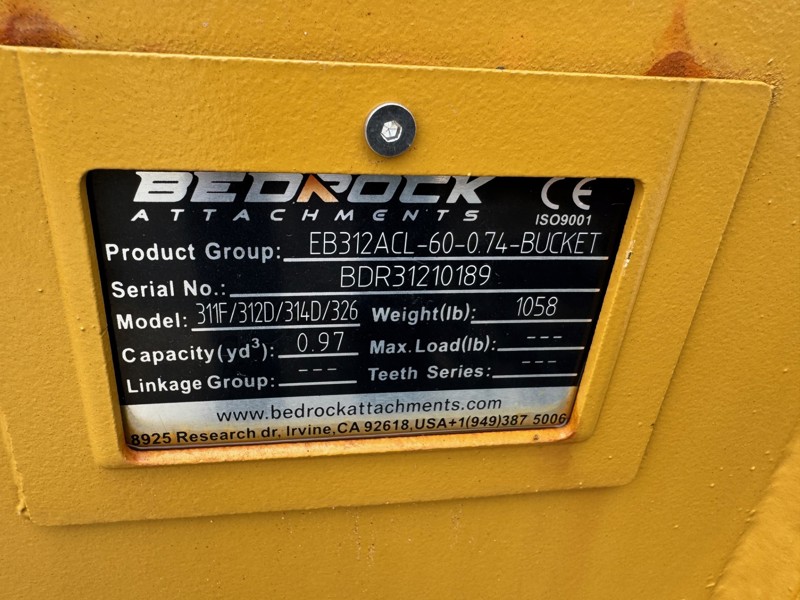 BEDROCK CE
ATTACHMENTS ISO9001
Product Group: EB312ACL-60-0.74-BUCKET
Serial No.: BDR31210189
Model: 311F/312D/314D/326 Weight(lb): 1058
Capacity(yd³): 0.97 Max. Load(lb): ---
Linkage Group: --- Teeth Series: ---
www.bedrockattachments.com
8925 Research dr, Irvine,CA 92618,USA+1(949)387 5006